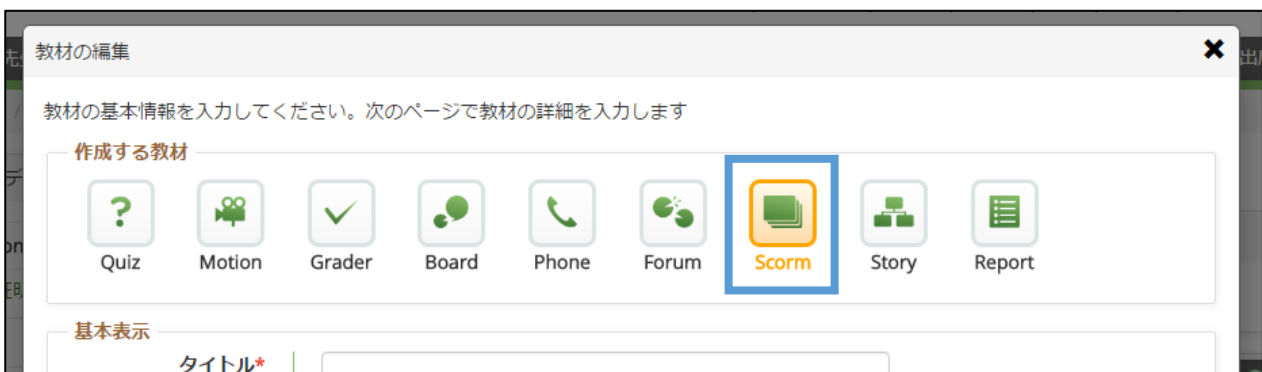 教材の編集
教材の基本情報を入力してください。次のページで教材の詳細を入力します
作成する教材
Quiz Motion Grader Board Phone Forum Scorm Story Report
基本表示
タイトル*